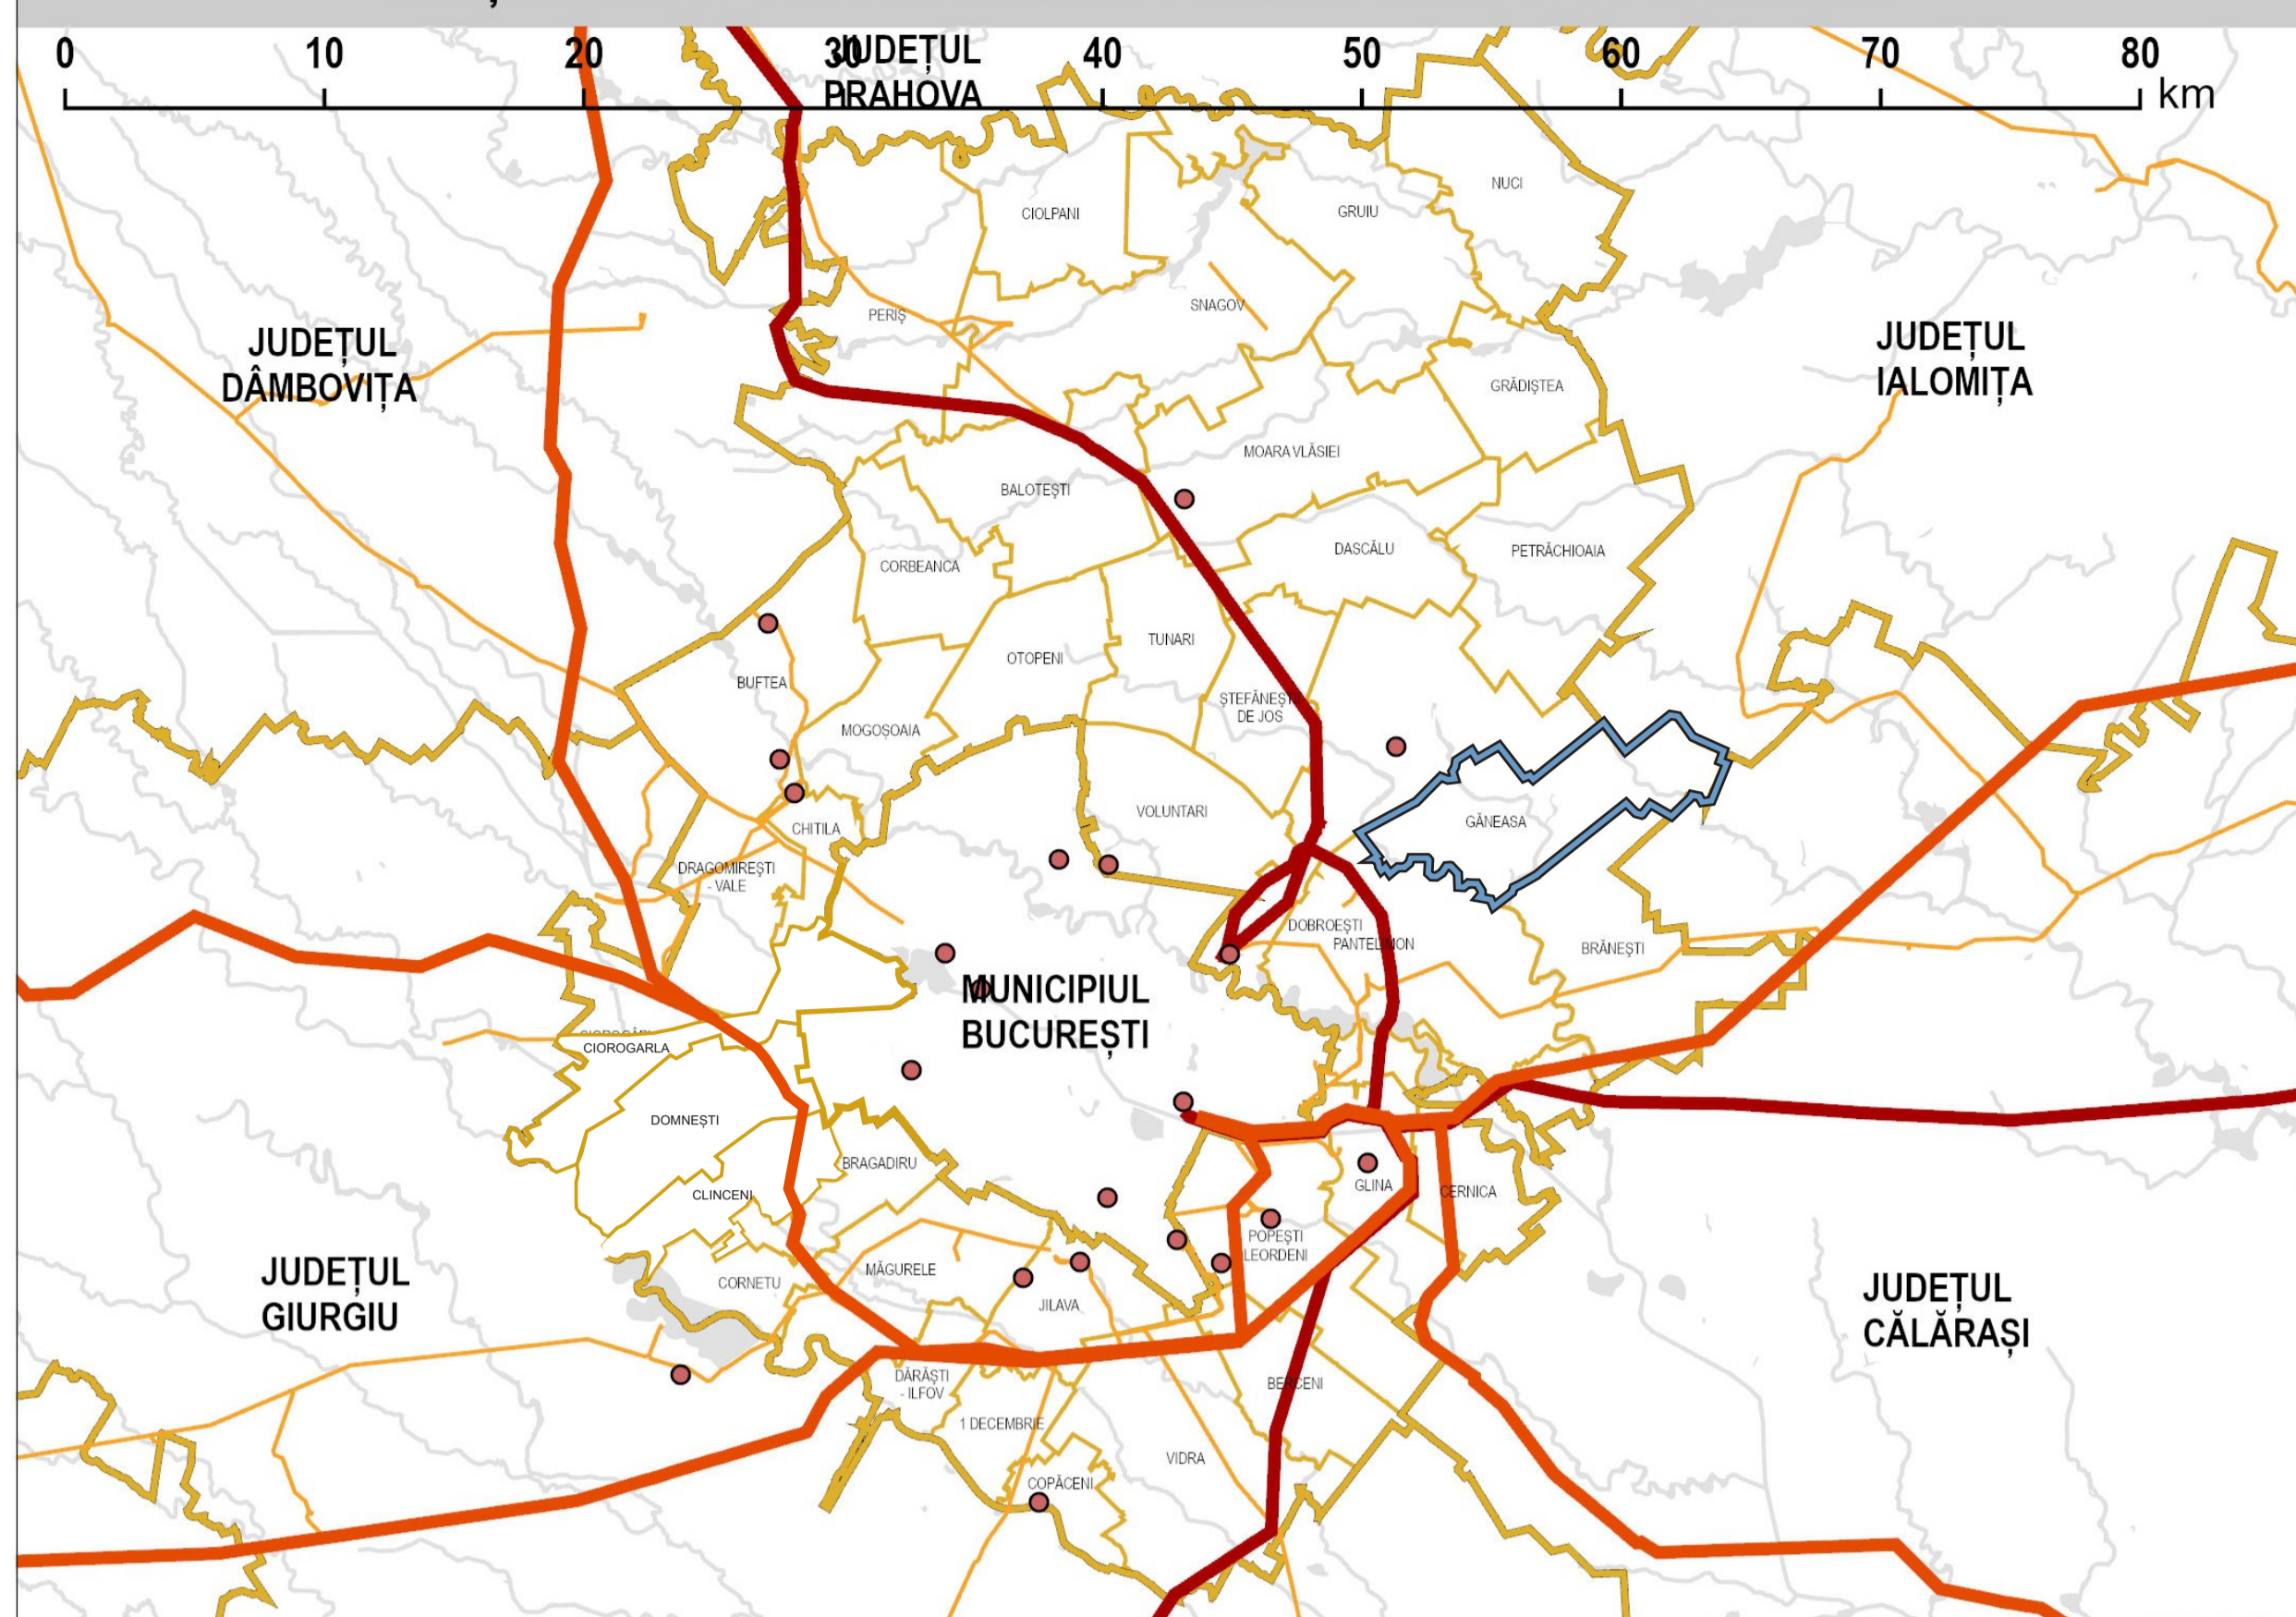 0 10 20 30 40 50 60 70 80
km
JUDEȚUL
PRAHOVA
NUCI
CIOLPANI
GRUIU
SNAGOV
PERIȘ
JUDEȚUL
DÂMBOVIȚA
JUDEȚUL
IALOMIȚA
GRĂDIȘTEA
MOARA VLĂSIEI
BALOTEȘTI
DASCĂLU
PETRĂCHIOAIA
CORBEANCA
TUNARI
OTOPENI
BUFTEA
ȘTEFĂNEȘTI
DE JOS
MOGOȘOAIA
VOLUNTARI
GĂNEASA
CHITILA
DRAGOMIREȘTI
- VALE
DOBROEȘTI
PANTELIMON
BRĂNEȘTI
MUNICIPIUL
BUCUREȘTI
CIOROGARLA
DOMNEȘTI
BRAGADIRU
GLINA
CERNICA
CLINCENI
POPEȘTI
LEORDENI
MĂGURELE
CORNETU
JILAVA
JUDEȚUL
GIURGIU
JUDEȚUL
CĂLĂRAȘI
DĂRĂȘTI
- ILFOV
BERCENI
1 DECEMBRIE
VIDRA
COPĂCENI